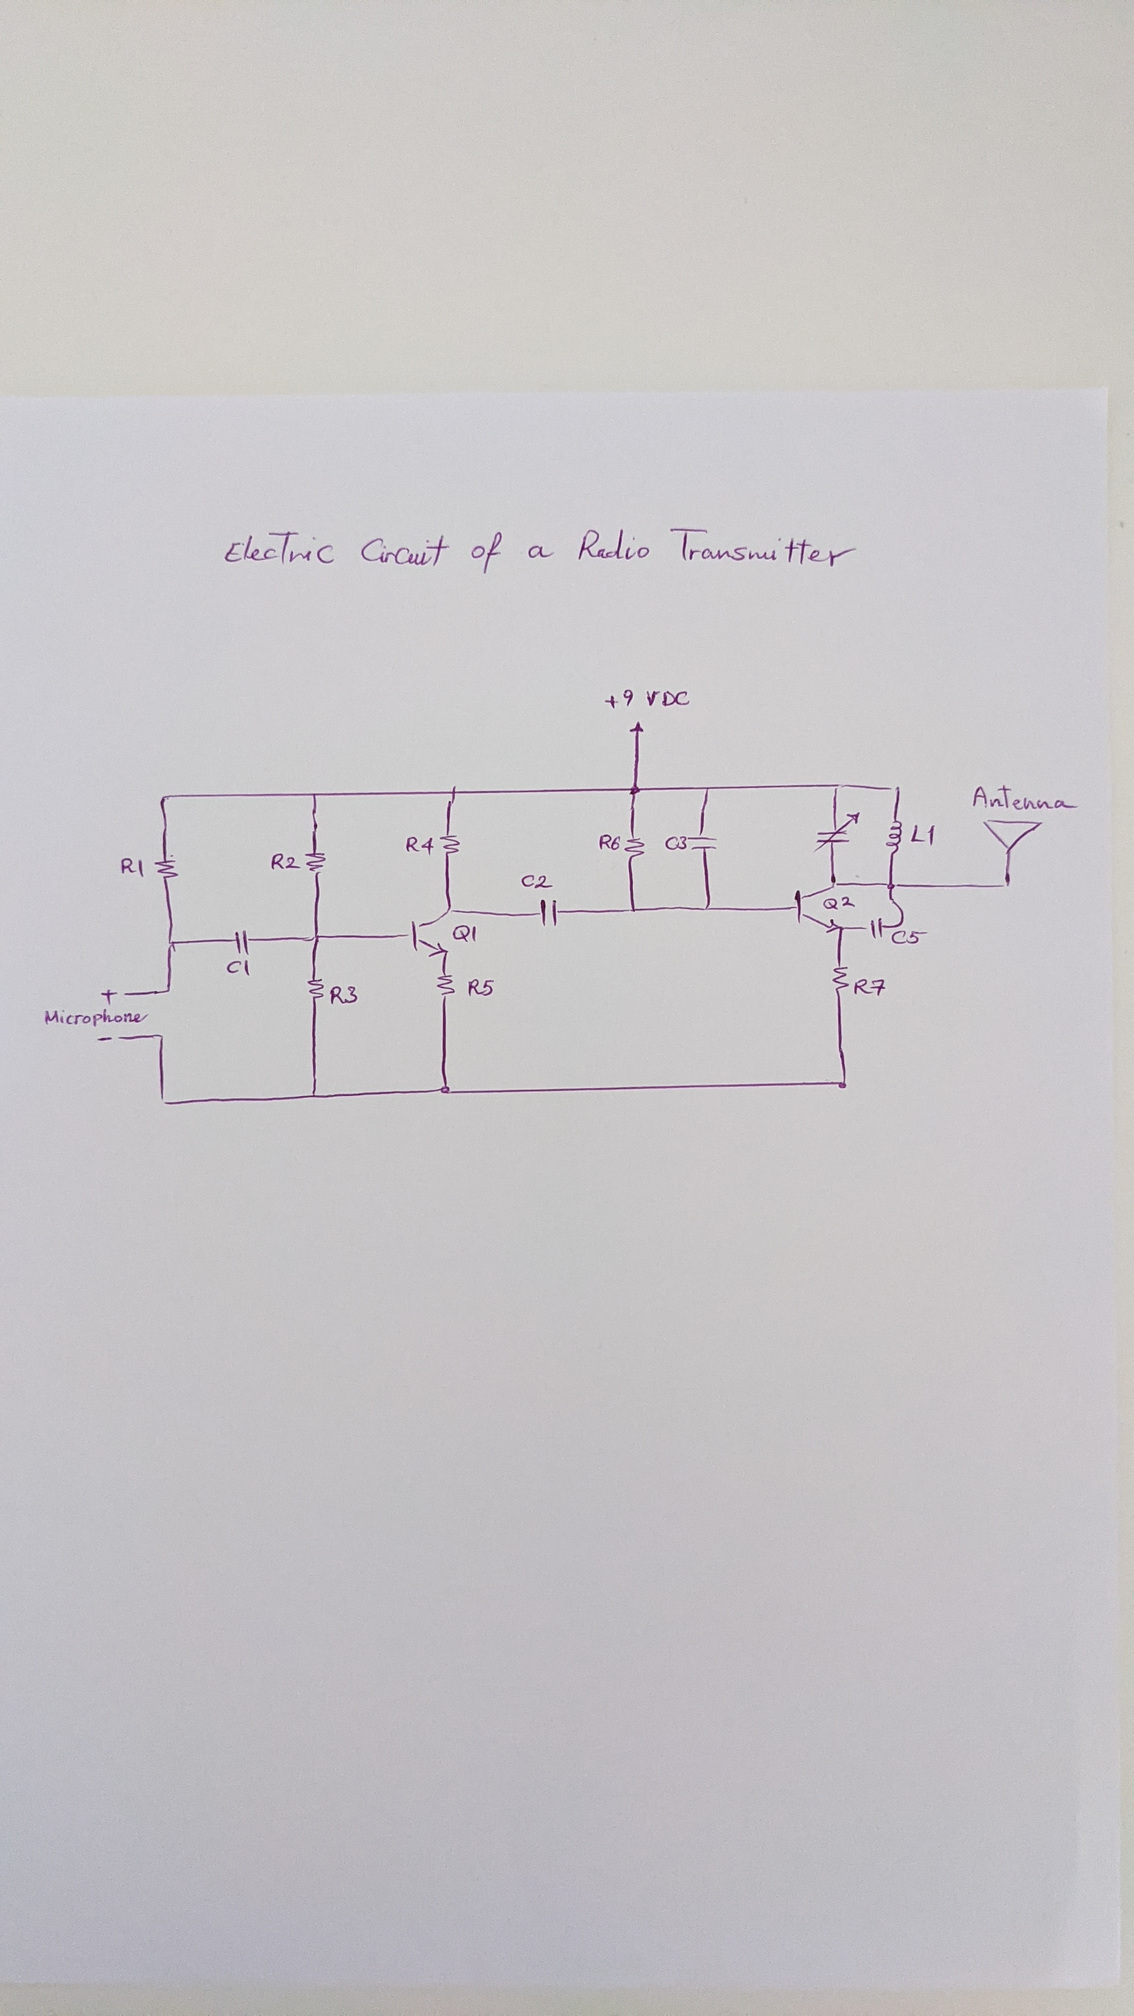 Electric Circuit of a Radio Transmitter
+9 VDC
Antenna
R1
R2
R4
R6
C3
L1
C2
Q2
Q1
C5
C1
R3
R5
R7
+
Microphone
-